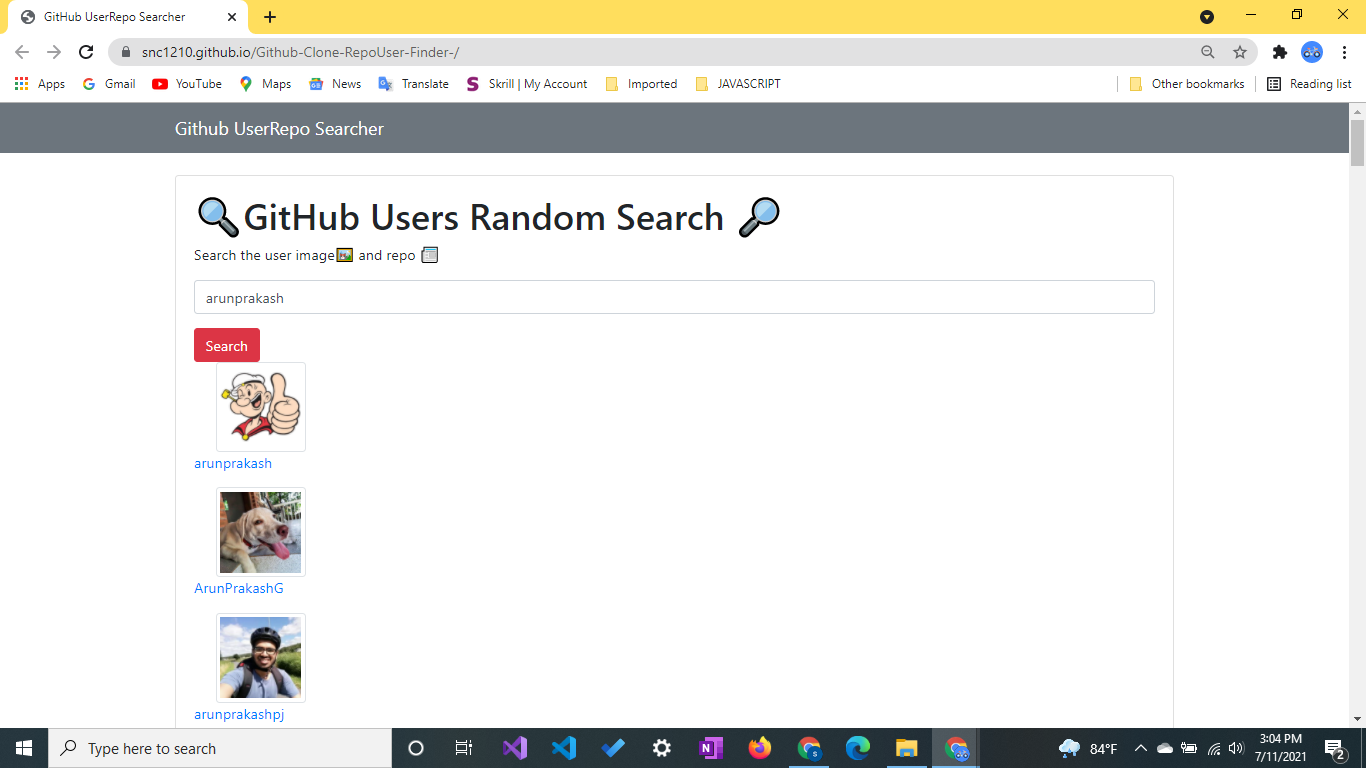 GitHub UserRepo Searcher
snc1210.github.io/Github-Clone-RepoUser-Finder-/
Apps Gmail YouTube Maps News Translate Skrill | My Account Imported JAVASCRIPT Other bookmarks Reading list
Github UserRepo Searcher
GitHub Users Random Search
Search the user image and repo
arunprakash
Search
arunprakash
ArunPrakashG
arunprakashpj
Type here to search
84°F
3:04 PM
7/11/2021
2